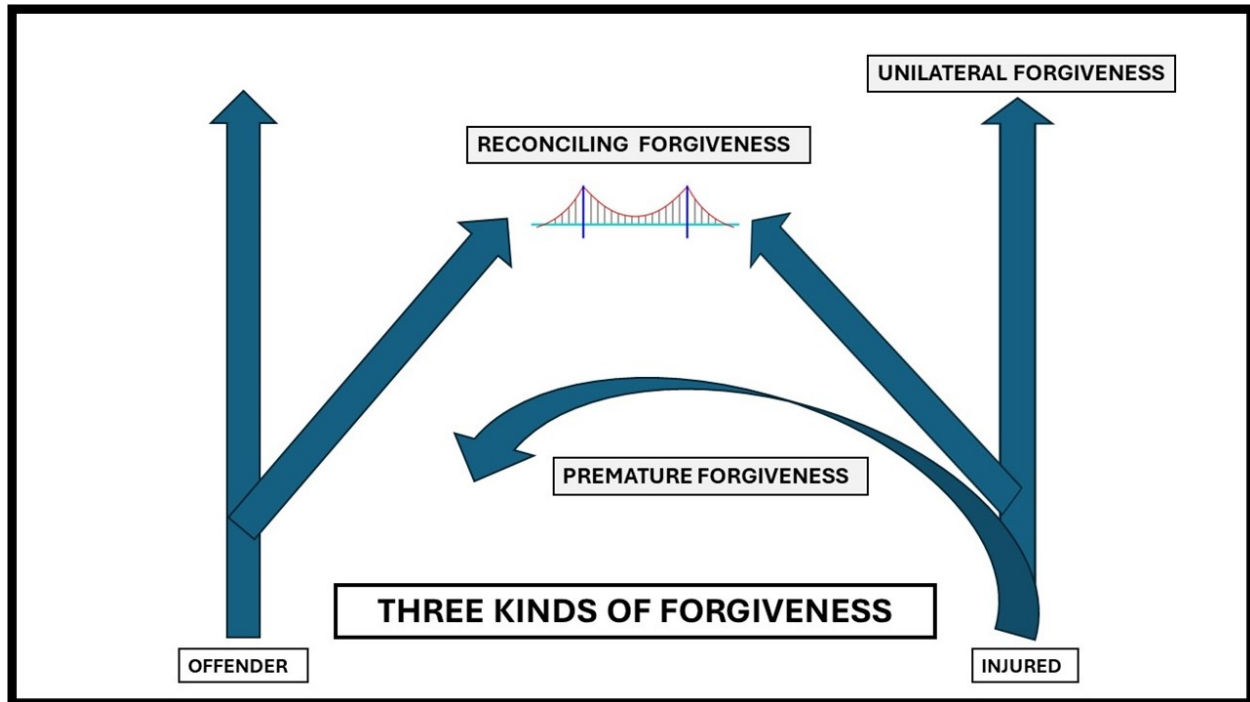 UNILATERAL FORGIVENESS
RECONCILING FORGIVENESS
PREMATURE FORGIVENESS
THREE KINDS OF FORGIVENESS
OFFENDER
INJURED